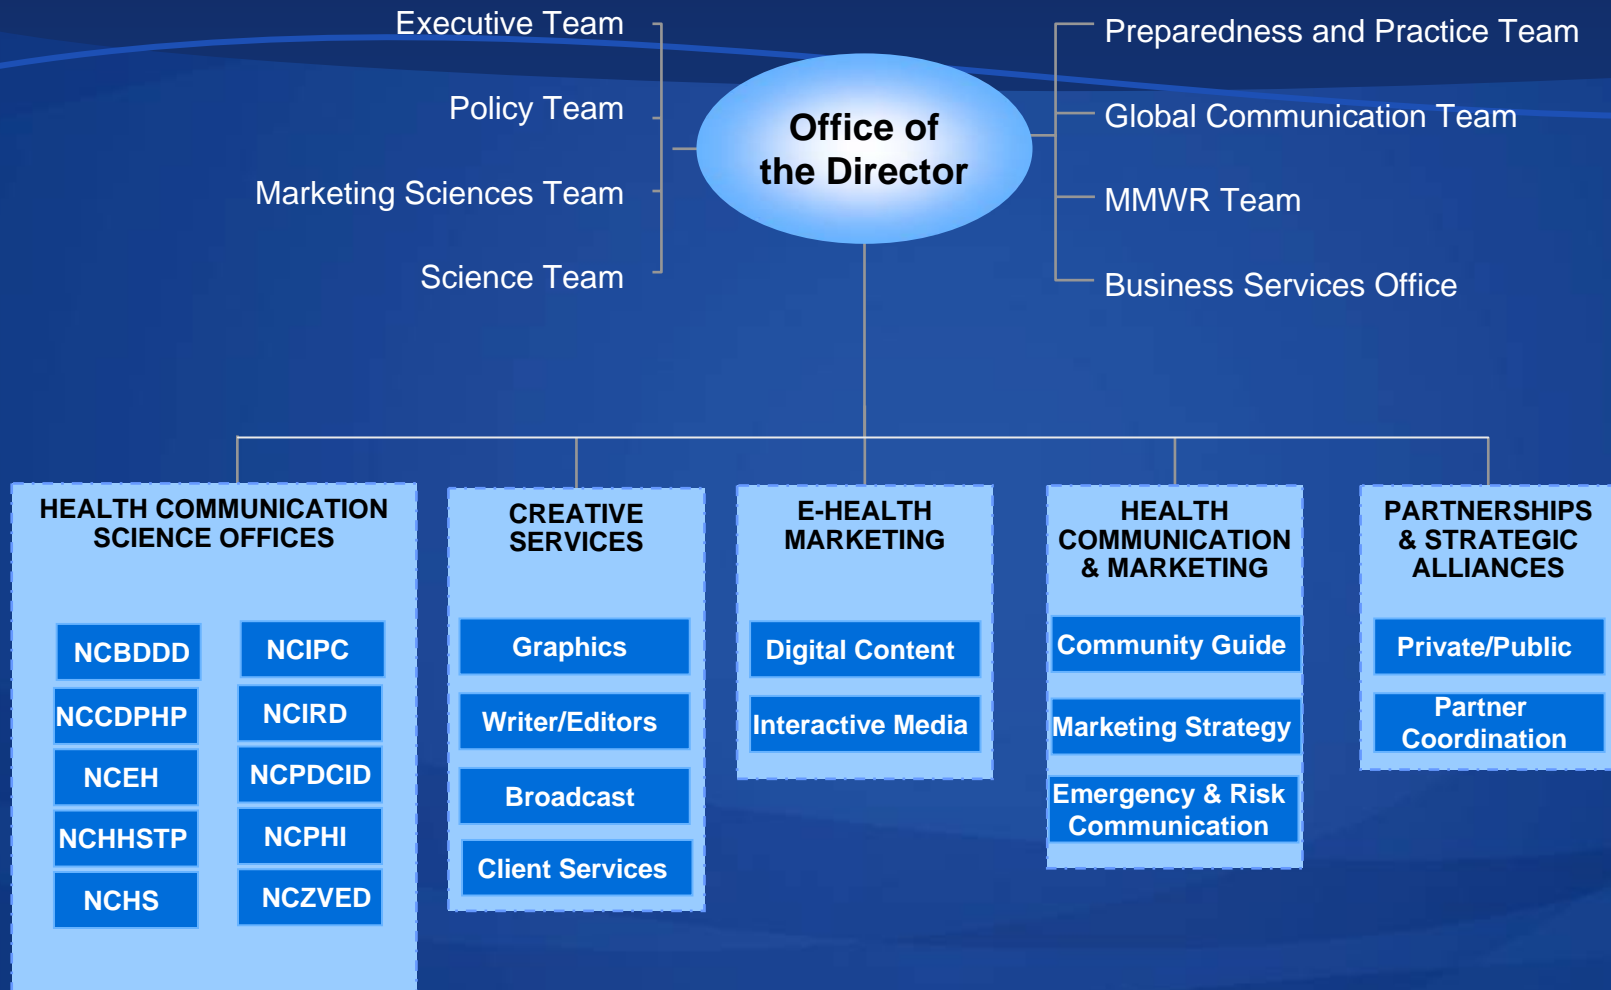 Executive Team
Policy Team
Marketing Sciences Team
Science Team
Office of
the Director
Preparedness and Practice Team
Global Communication Team
MMWR Team
Business Services Office
HEALTH COMMUNICATION
SCIENCE OFFICES
NCBDDD
NCCDPHP
NCEH
NCHHSTP
NCHS
NCIPC
NCIRD
NCPDCID
NCPHI
NCZVED
CREATIVE
SERVICES
Graphics
Writer/Editors
Broadcast
Client Services
E-HEALTH
MARKETING
Digital Content
Interactive Media
HEALTH
COMMUNICATION
& MARKETING
Community Guide
Marketing Strategy
Emergency & Risk
Communication
PARTNERSHIPS
& STRATEGIC
ALLIANCES
Private/Public
Partner
Coordination